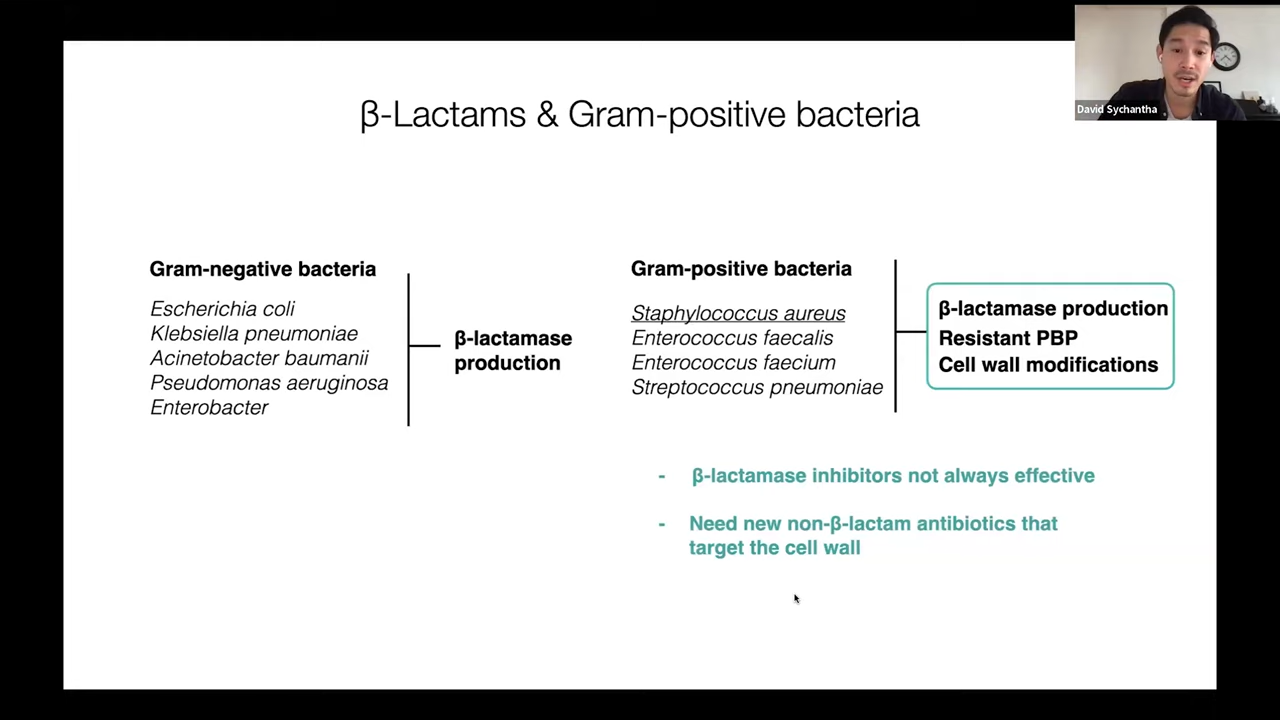 David Sychantha
β-Lactams & Gram-positive bacteria
Gram-negative bacteria
Escherichia coli
Klebsiella pneumoniae
Acinetobacter baumanii
Pseudomonas aeruginosa
Enterobacter
β-lactamase
production
Gram-positive bacteria
Staphylococcus aureus
Enterococcus faecalis
Enterococcus faecium
Streptococcus pneumoniae
β-lactamase production
Resistant PBP
Cell wall modifications
- β-lactamase inhibitors not always effective
- Need new non-β-lactam antibiotics that
target the cell wall